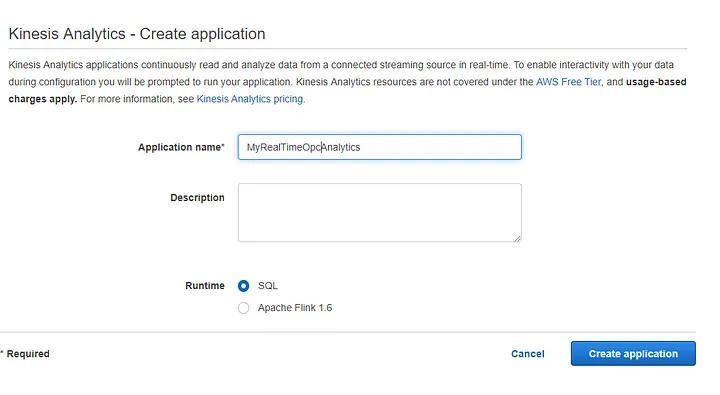 Kinesis Analytics - Create application
Kinesis Analytics applications continuously read and analyze data from a connected streaming source in real-time. To enable interactivity with your data
during configuration you will be prompted to run your application. Kinesis Analytics resources are not covered under the AWS Free Tier, and usage-based
charges apply. For more information, see Kinesis Analytics pricing.
Application name* MyRealTimeOpcAnalytics
Description
Runtime SQL
Apache Flink 1.6
* Required Cancel Create application